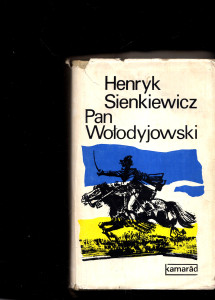 Henryk
Sienkiewicz
Pan
Wołodyjowski
kamarád